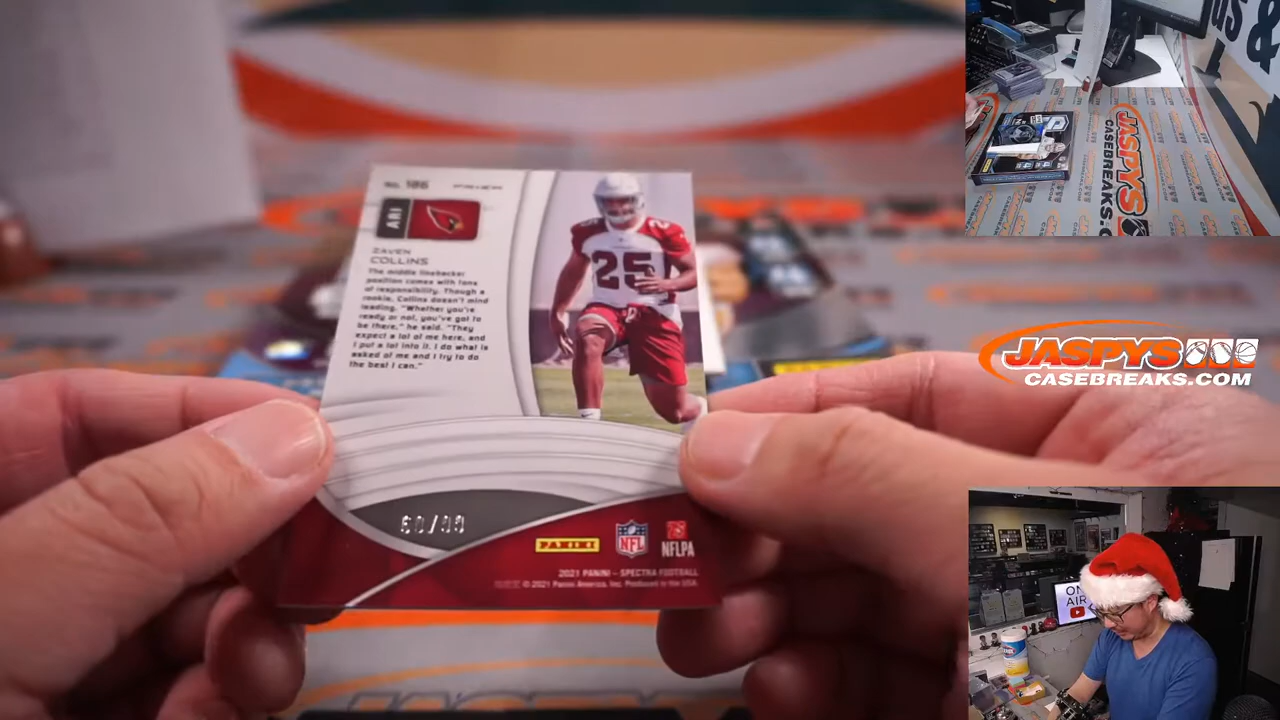 No. 186
ARI
ZAVEN
COLLINS
The middle linebacker
position comes with tons
of responsibility. Though a
rookie, Collins doesn't mind
leading. "Whether you're
ready or not, you've got to
be there," he said. "They
expect a lot of me here, and
I put a lot into it. I do what is
asked of me and I try to do
the best I can."
25
PANINI
NFL
NFLPA
2021 PANINI – SPECTRA FOOTBALL
© 2021 Panini America, Inc. Produced in the USA.
JASPYS
CASEBREAKS.COM
JASPYS
CASEBREAKS.C
ON
AIR